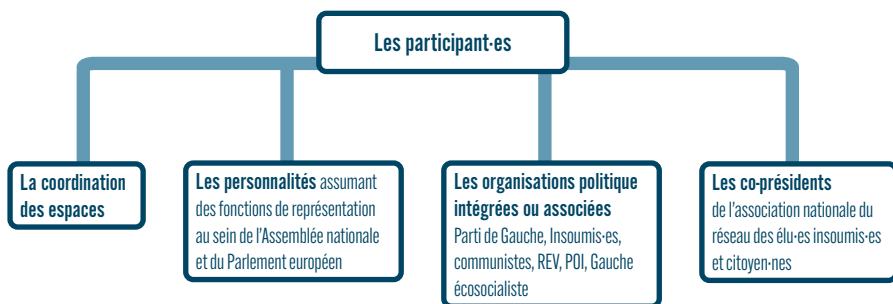 Les participant·es
La coordination
des espaces
Les personnalités assumant
des fonctions de représentation
au sein de l'Assemblée nationale
et du Parlement européen
Les organisations politique
intégrées ou associées
Parti de Gauche, Insoumis·es,
communistes, REV, POI, Gauche
écosocialiste
Les co-présidents
de l'association nationale du
réseau des élu·es insoumis·es
et citoyen·nes